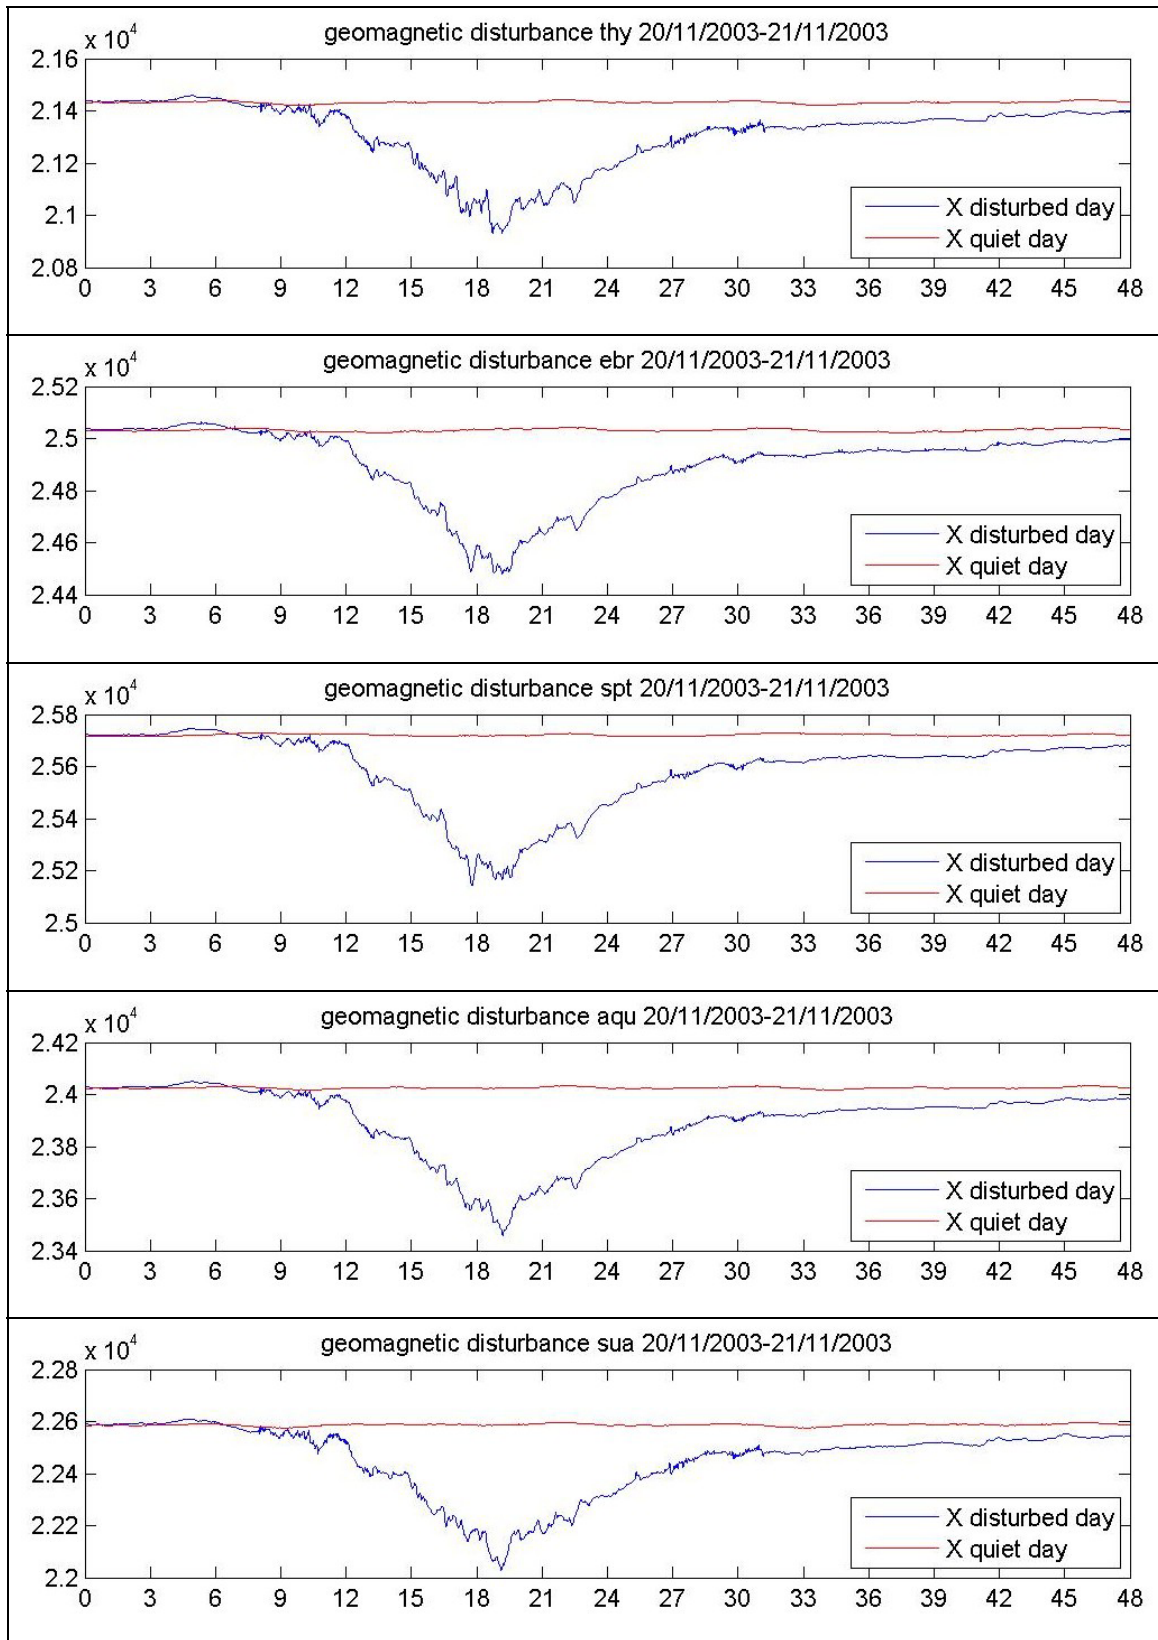 geomagnetic disturbance thy 20/11/2003-21/11/2003
x 10⁴
2.16
2.14
2.12
2.1
2.08
X disturbed day
X quiet day
0 3 6 9 12 15 18 21 24 27 30 33 36 39 42 45 48
geomagnetic disturbance ebr 20/11/2003-21/11/2003
x 10⁴
2.52
2.5
2.48
2.46
2.44
X disturbed day
X quiet day
0 3 6 9 12 15 18 21 24 27 30 33 36 39 42 45 48
geomagnetic disturbance spt 20/11/2003-21/11/2003
x 10⁴
2.58
2.56
2.54
2.52
2.5
X disturbed day
X quiet day
0 3 6 9 12 15 18 21 24 27 30 33 36 39 42 45 48
geomagnetic disturbance aqu 20/11/2003-21/11/2003
x 10⁴
2.42
2.4
2.38
2.36
2.34
X disturbed day
X quiet day
0 3 6 9 12 15 18 21 24 27 30 33 36 39 42 45 48
geomagnetic disturbance sua 20/11/2003-21/11/2003
x 10⁴
2.28
2.26
2.24
2.22
2.2
X disturbed day
X quiet day
0 3 6 9 12 15 18 21 24 27 30 33 36 39 42 45 48